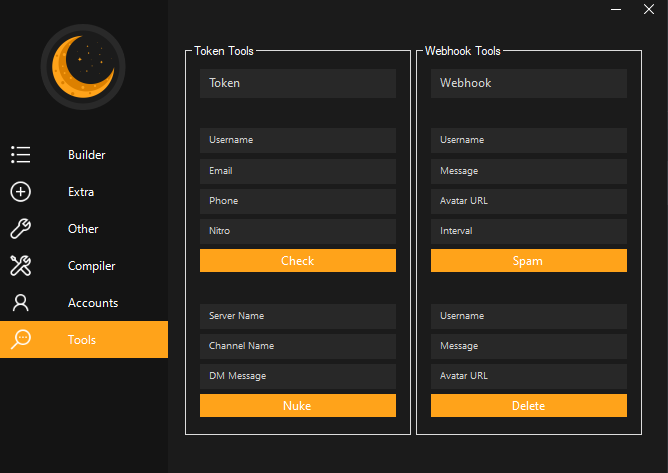 Builder
Extra
Other
Compiler
Accounts
Tools
Token Tools
Token
Username
Email
Phone
Nitro
Check
Server Name
Channel Name
DM Message
Nuke
Webhook Tools
Webhook
Username
Message
Avatar URL
Interval
Spam
Username
Message
Avatar URL
Delete